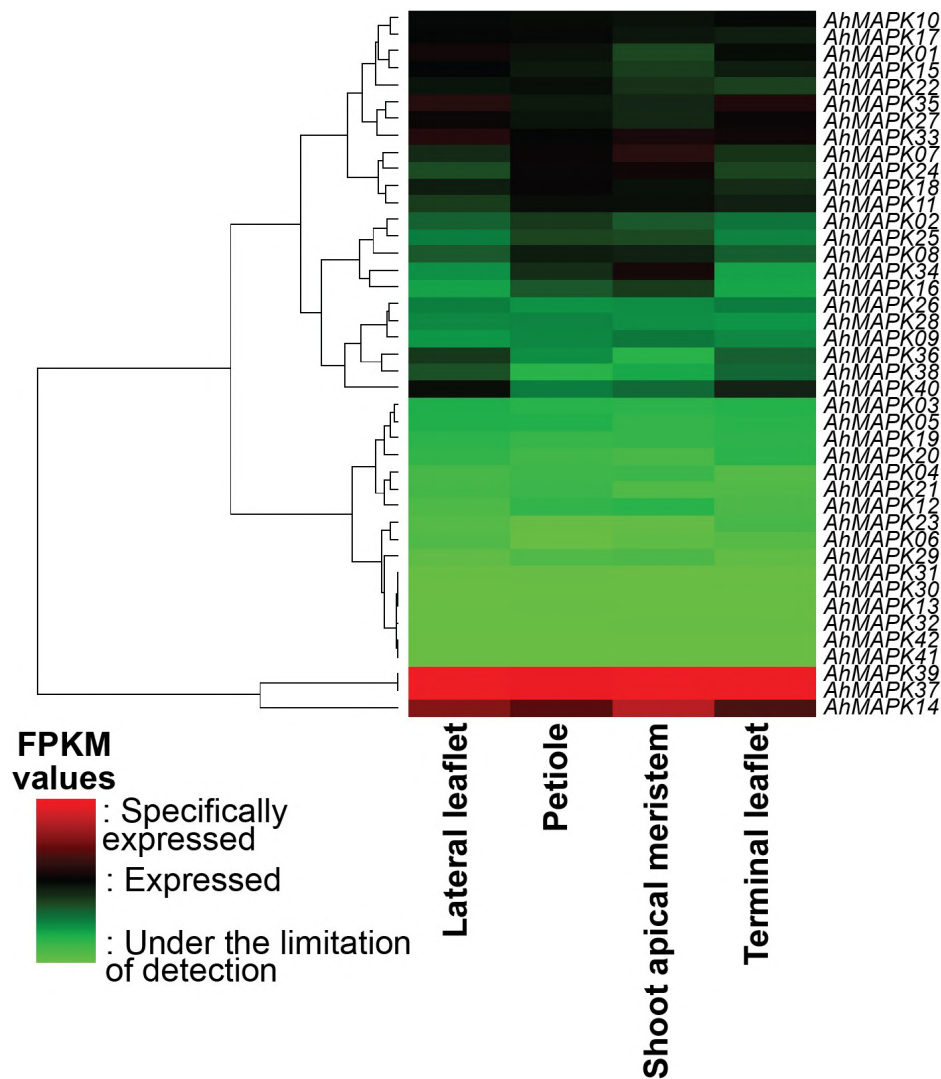 AhMAPK10
AhMAPK17
AhMAPK01
AhMAPK15
AhMAPK22
AhMAPK35
AhMAPK27
AhMAPK33
AhMAPK07
AhMAPK24
AhMAPK18
AhMAPK11
AhMAPK02
AhMAPK25
AhMAPK08
AhMAPK34
AhMAPK16
AhMAPK26
AhMAPK28
AhMAPK09
AhMAPK36
AhMAPK38
AhMAPK40
AhMAPK03
AhMAPK05
AhMAPK19
AhMAPK20
AhMAPK04
AhMAPK21
AhMAPK12
AhMAPK23
AhMAPK06
AhMAPK29
AhMAPK31
AhMAPK30
AhMAPK13
AhMAPK32
AhMAPK42
AhMAPK41
AhMAPK39
AhMAPK37
AhMAPK14
Lateral leaflet
Petiole
Shoot apical meristem
Terminal leaflet
FPKM
values
: Specifically
expressed
: Expressed
: Under the limitation
of detection